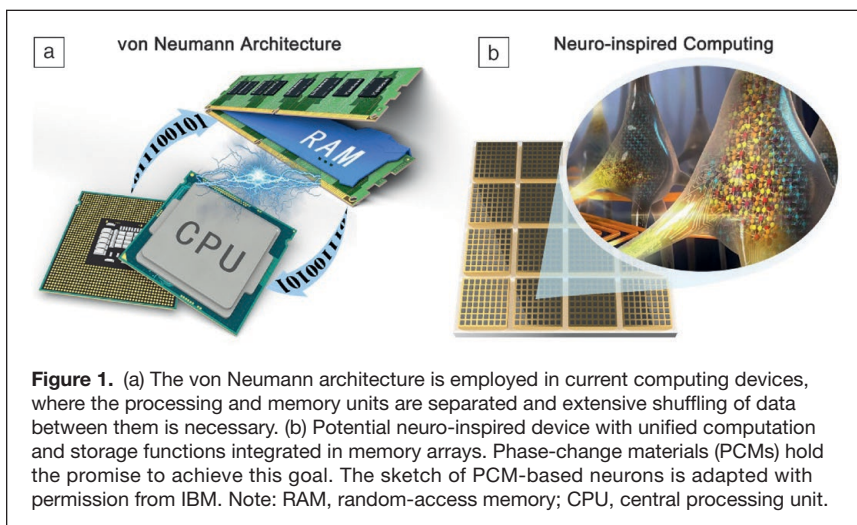 a
von Neumann Architecture
b
Neuro-inspired Computing
011100101
RAM
CPU
Figure 1. (a) The von Neumann architecture is employed in current computing devices,
where the processing and memory units are separated and extensive shuffling of data
between them is necessary. (b) Potential neuro-inspired device with unified computation
and storage functions integrated in memory arrays. Phase-change materials (PCMs) hold
the promise to achieve this goal. The sketch of PCM-based neurons is adapted with
permission from IBM. Note: RAM, random-access memory; CPU, central processing unit.